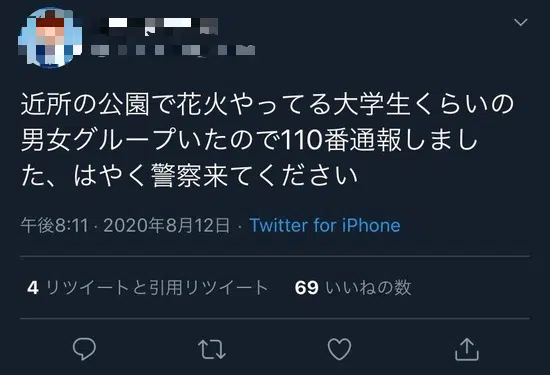 近所の公園で花火やってる大学生くらいの
男女グループいたので110番通報しまし
た、はやく警察来てください
午後8:11 · 2020年8月12日 · Twitter for iPhone
4 リツイートと引用リツイート 69 いいねの数